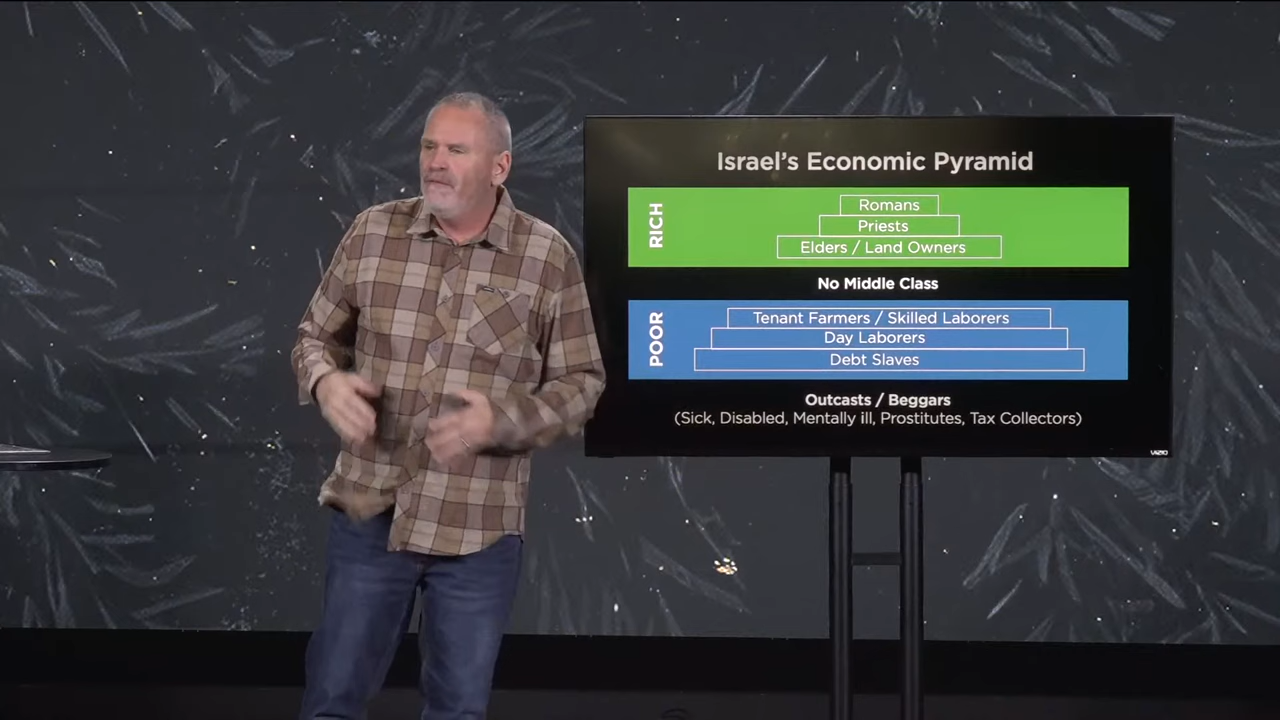 Israel's Economic Pyramid
RICH
Romans
Priests
Elders / Land Owners
No Middle Class
POOR
Tenant Farmers / Skilled Laborers
Day Laborers
Debt Slaves
Outcasts / Beggars
(Sick, Disabled, Mentally ill, Prostitutes, Tax Collectors)
VIZIO